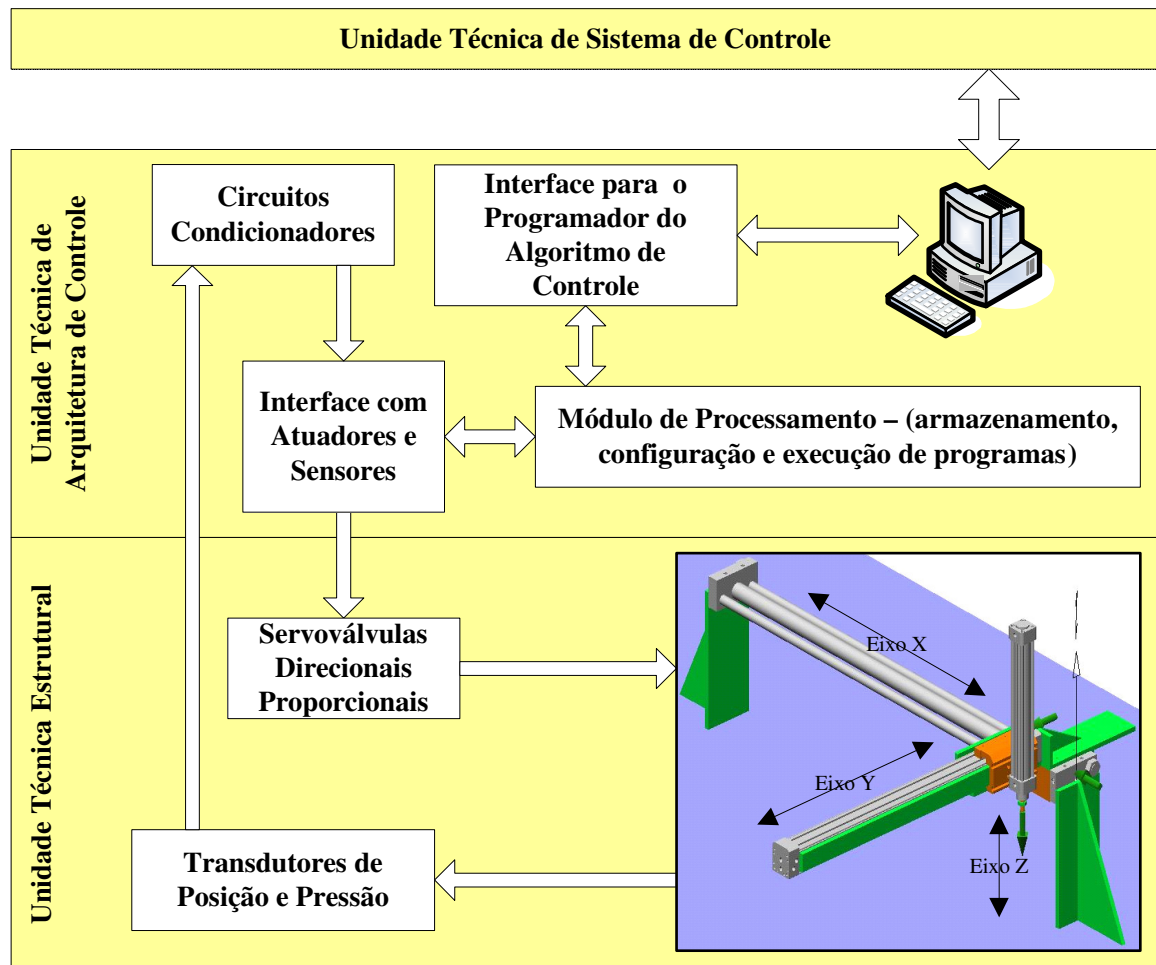 Unidade Técnica de Sistema de Controle
Unidade Técnica de
Arquitetura de Controle
Circuitos
Condicionadores
Interface para o
Programador do
Algoritmo de
Controle
Interface com
Atuadores e
Sensores
Módulo de Processamento – (armazenamento,
configuração e execução de programas)
Unidade Técnica Estrutural
Servoválvulas
Direcionais
Proporcionais
Transdutores de
Posição e Pressão
Eixo X
Eixo Y
Eixo Z